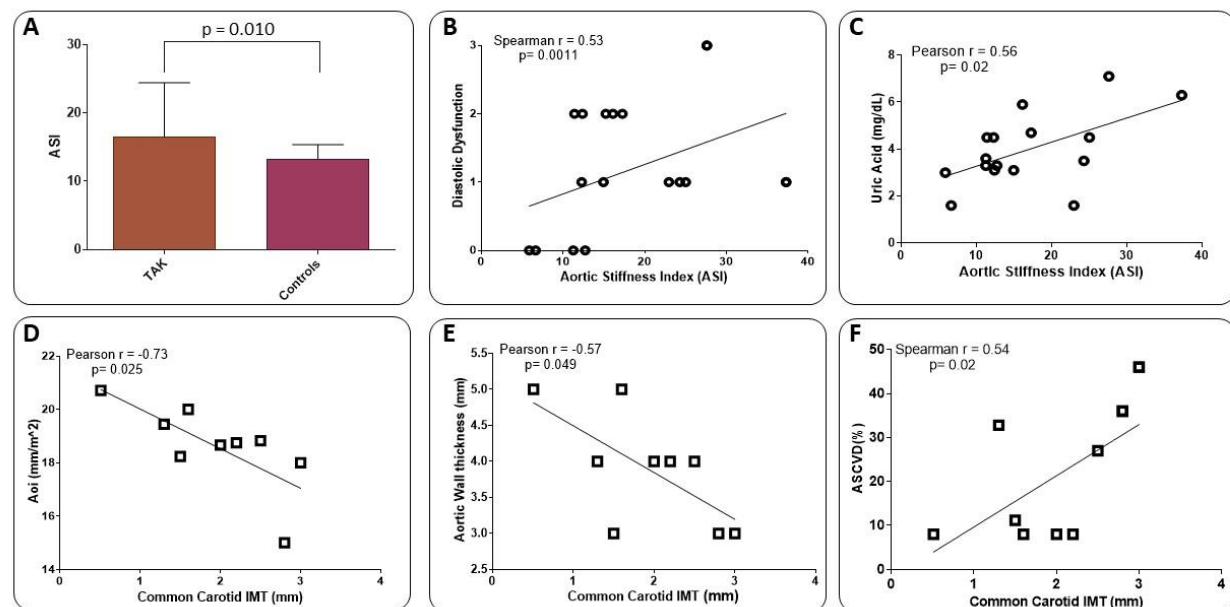 A
p = 0.010
30
20
10
0
ASI
TAK
Controls
B
Spearman r = 0.53
p= 0.0011
3
2
1
0
Diastolic Dysfunction
0 10 20 30 40
Aortic Stiffness Index (ASI)
C
Pearson r = 0.56
p = 0.02
8
6
4
2
0
Uric Acid (mg/dL)
0 10 20 30 40
Aortic Stiffness Index (ASI)
D
Pearson r = -0.73
p = 0.025
22
20
18
16
14
Aoi (mm/m^2)
0 1 2 3 4
Common Carotid IMT (mm)
E
Pearson r = -0.57
p= 0.049
5.5
5.0
4.5
4.0
3.5
3.0
2.5
Aortic Wall thickness (mm)
0 1 2 3 4
Common Carotid IMT (mm)
F
Spearman r = 0.54
p = 0.02
50
40
30
20
10
0
ASCVD(%)
0 1 2 3 4
Common Carotid IMT (mm)